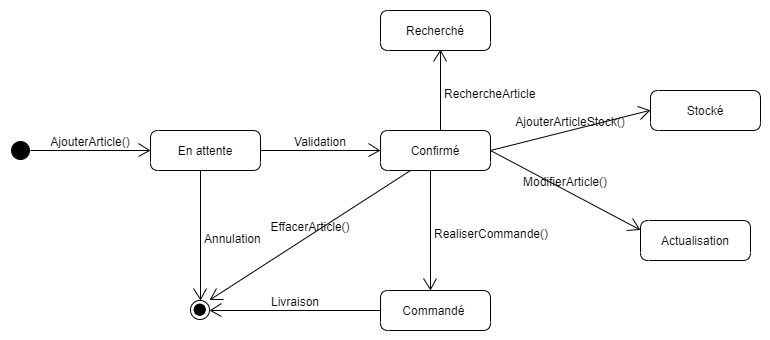 Recherché
RechercheArticle
AjouterArticleStock()
Stocké
AjouterArticle()
En attente
Validation
Confirmé
ModifierArticle()
EffacerArticle()
Annulation
RealiserCommande()
Actualisation
Livraison
Commandé